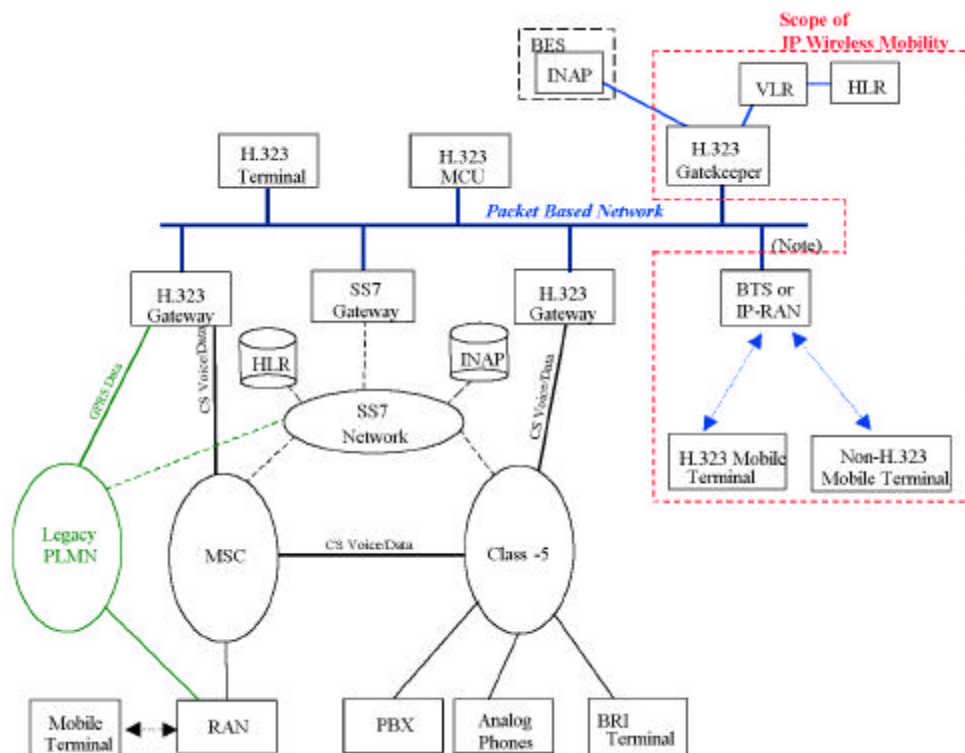 Scope of
IP Wireless Mobility
BES
INAP
VLR
HLR
H.323
Terminal
H.323
MCU
H.323
Gatekeeper
Packet Based Network
(Note)
H.323
Gateway
SS7
Gateway
H.323
Gateway
BTS or
IP-RAN
HLR
INAP
GPRS Data
CS Voice/Data
CS Voice/Data
SS7
Network
H.323 Mobile
Terminal
Non-H.323
Mobile Terminal
Legacy
PLMN
MSC
CS Voice/Data
Class -5
Mobile
Terminal
RAN
PBX
Analog
Phones
BRI
Terminal